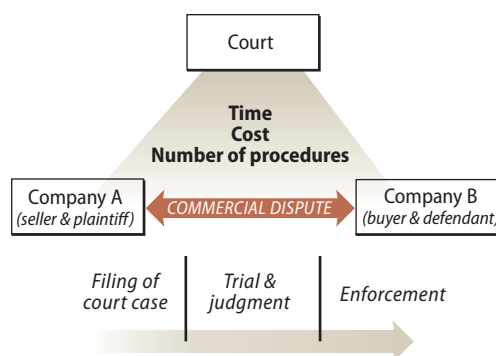 Court
Time
Cost
Number of procedures
Company A
(seller & plaintiff)
COMMERCIAL DISPUTE
Company B
(buyer & defendant)
Filing of
court case
Trial &
judgment
Enforcement